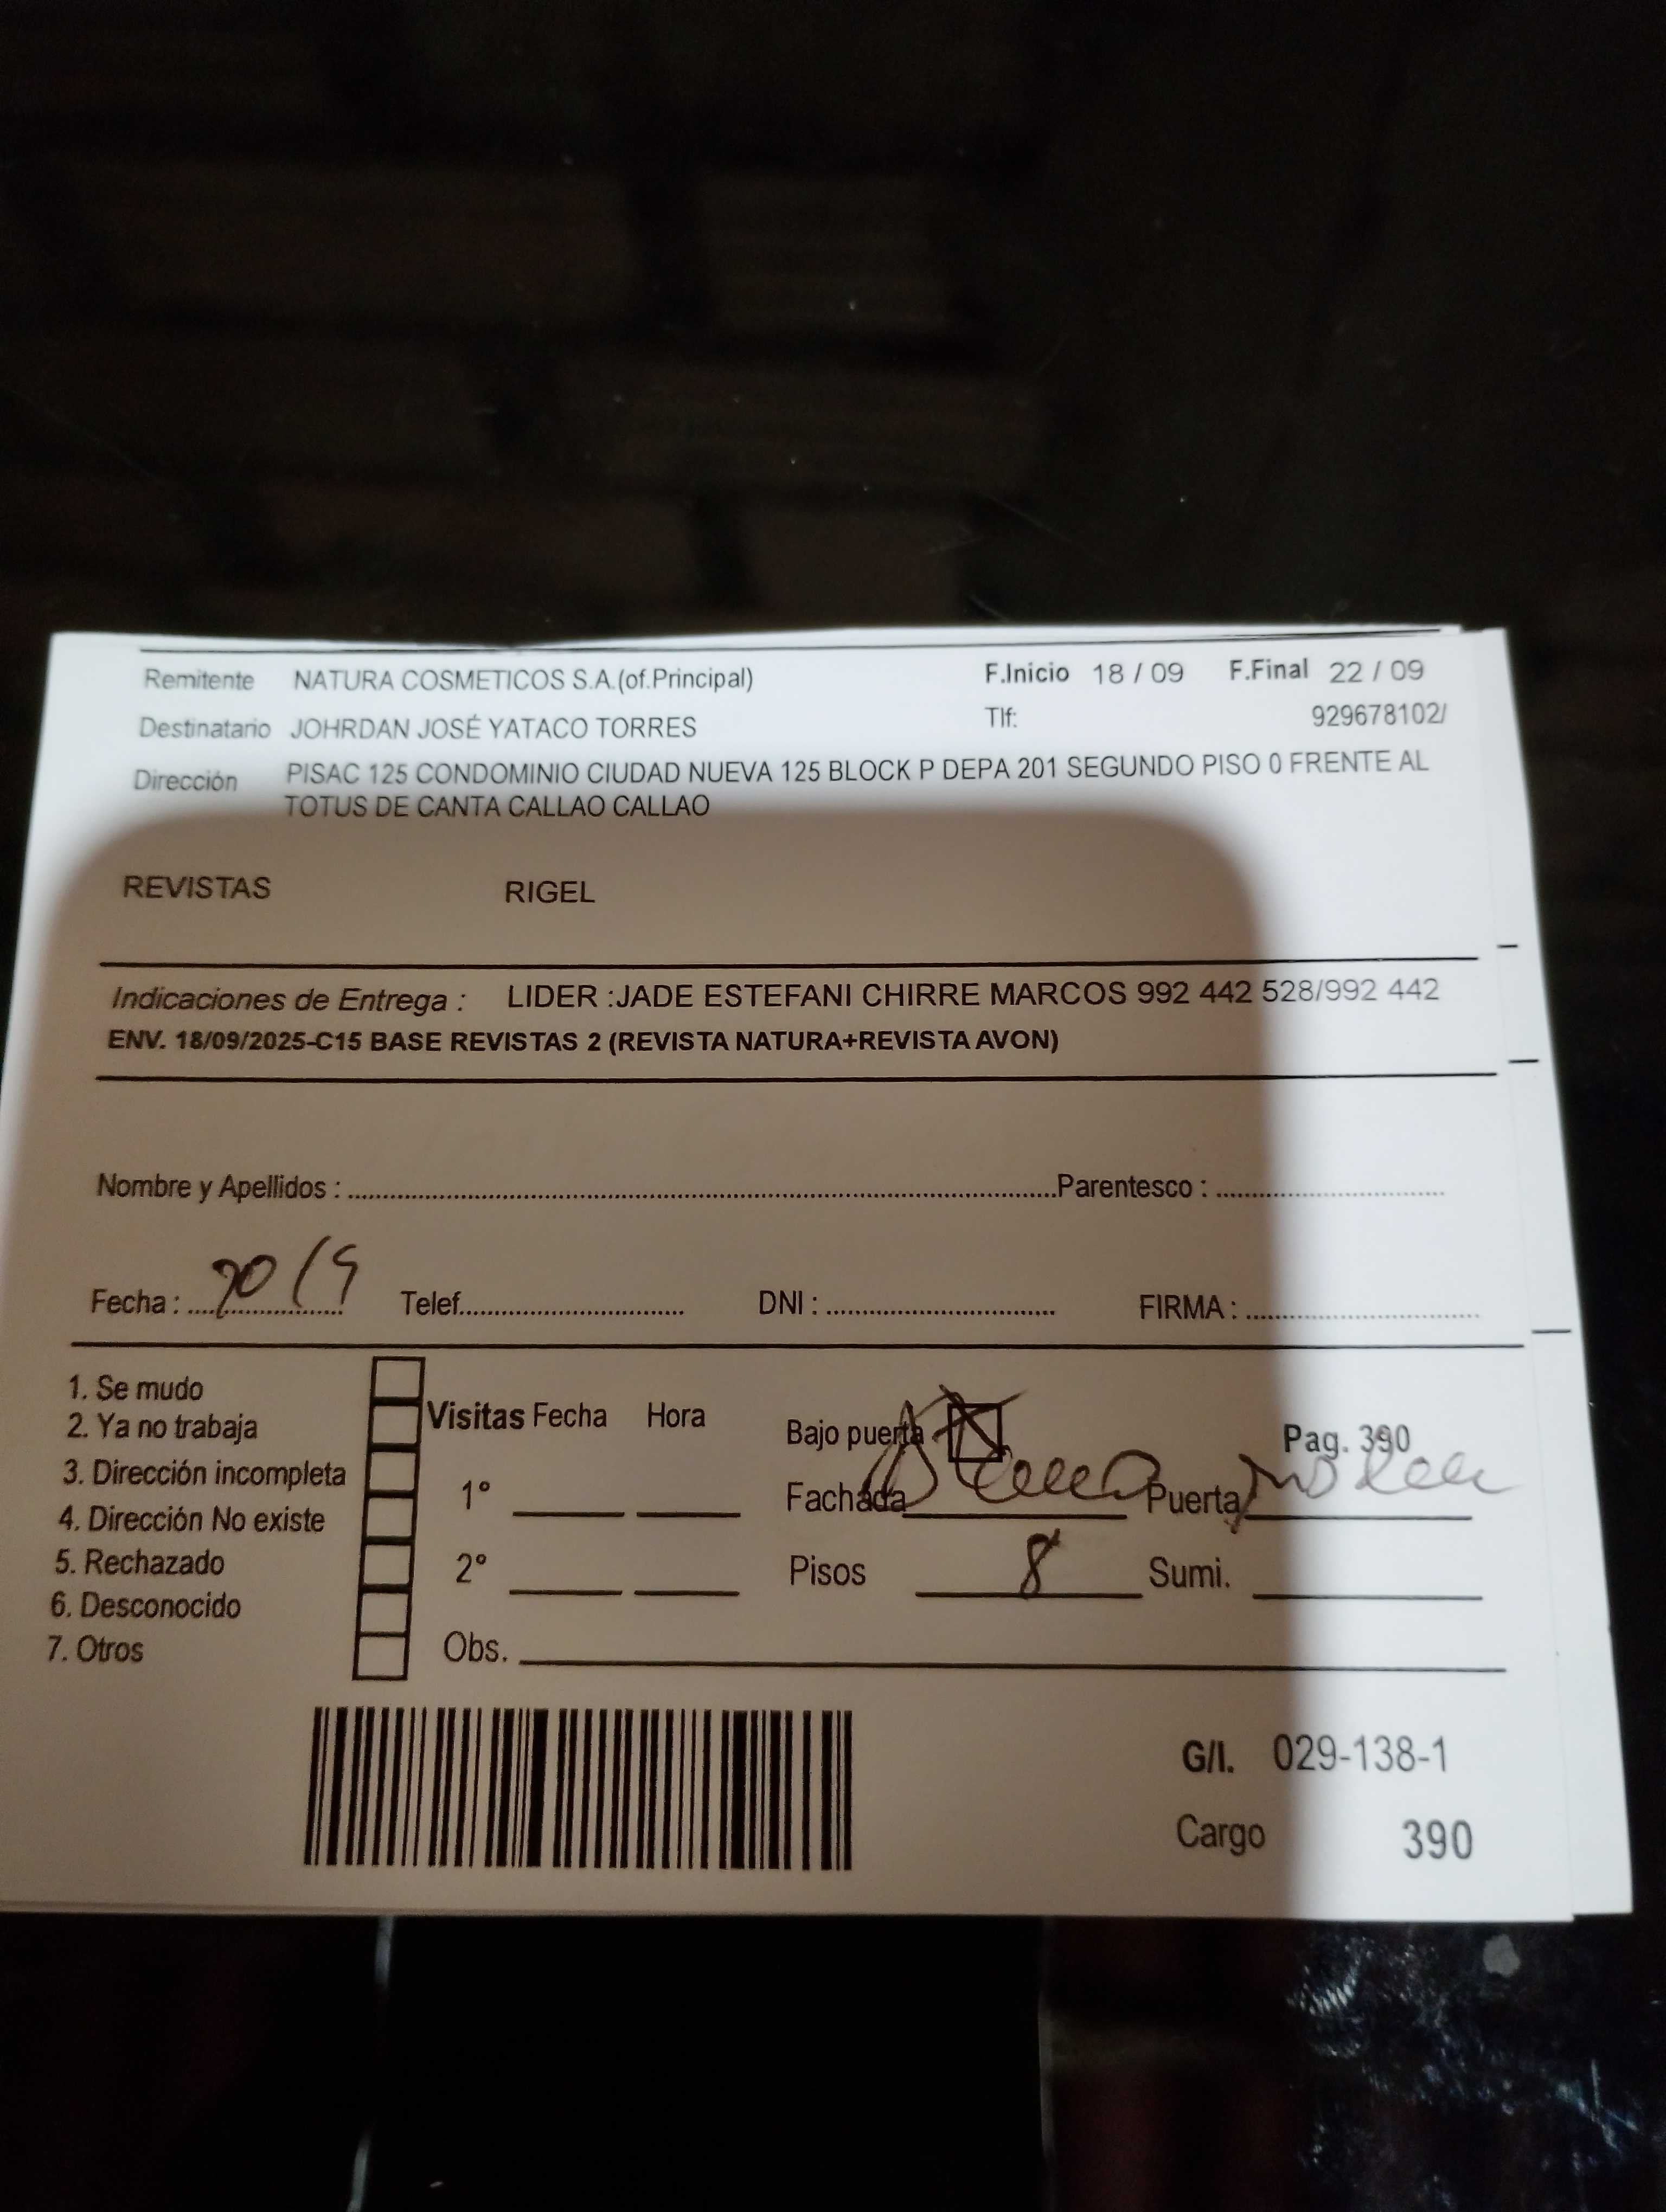 Remitente NATURA COSMETICOS S.A.(of.Principal) F.Inicio 18 / 09 F.Final 22 / 09
Destinatario JOHRDAN JOSÉ YATACO TORRES Tlf: 929678102/
Dirección PISAC 125 CONDOMINIO CIUDAD NUEVA 125 BLOCK P DEPA 201 SEGUNDO PISO 0 FRENTE AL
TOTUS DE CANTA CALLAO CALLAO
REVISTAS RIGEL
Indicaciones de Entrega : LIDER :JADE ESTEFANI CHIRRE MARCOS 992 442 528/992 442
ENV. 18/09/2025-C15 BASE REVISTAS 2 (REVISTA NATURA+REVISTA AVON)
Nombre y Apellidos : Parentesco :
Fecha : 20/9 Telef. DNI : FIRMA :
1. Se mudo
2. Ya no trabaja
3. Dirección incompleta
4. Dirección No existe
5. Rechazado
6. Desconocido
7. Otros
Visitas Fecha Hora
1°
2°
Obs.
Bajo puerta Pag. 390
Fachada Puerta
Pisos 8 Sumi.
G/I. 029-138-1
Cargo 390